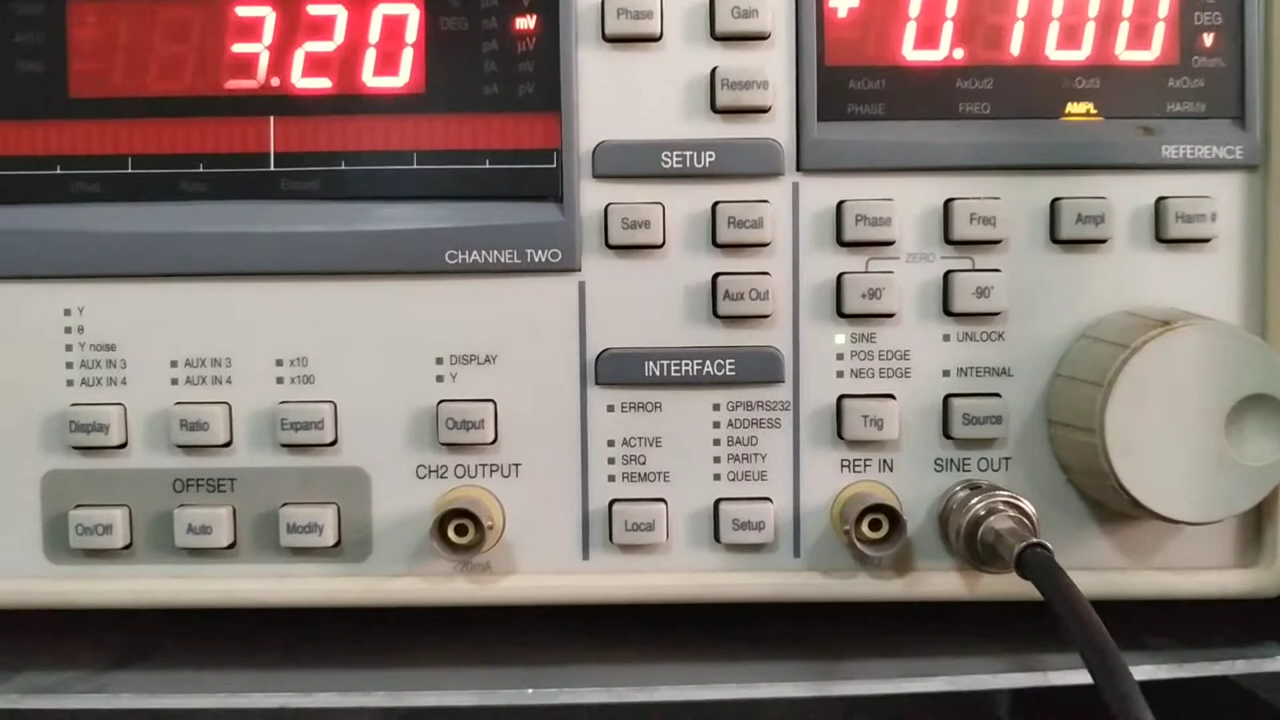 3.20
DEG nA mV
pA µV
fA nV
aA pV
Offset Ratio Expand
CHANNEL TWO
Y
θ
Y noise
AUX IN 3
AUX IN 4
AUX IN 3
AUX IN 4
x10
x100
DISPLAY
Y
Display
Ratio
Expand
Output
CH2 OUTPUT
OFFSET
On/Off
Auto
Modify
<20mA
Phase
Gain
Reserve
SETUP
Save
Recall
Aux Out
INTERFACE
ERROR
ACTIVE
SRQ
REMOTE
GPIB/RS232
ADDRESS
BAUD
PARITY
QUEUE
Local
Setup
+0.100
DEG
V
Offset%
AxOut1 AxOut2 AxOut3 AxOut4
PHASE FREQ AMPL HARM#
REFERENCE
Phase
Freq
Ampl
Harm #
ZERO
+90°
-90°
SINE
POS EDGE
NEG EDGE
UNLOCK
INTERNAL
Trig
Source
REF IN
SINE OUT